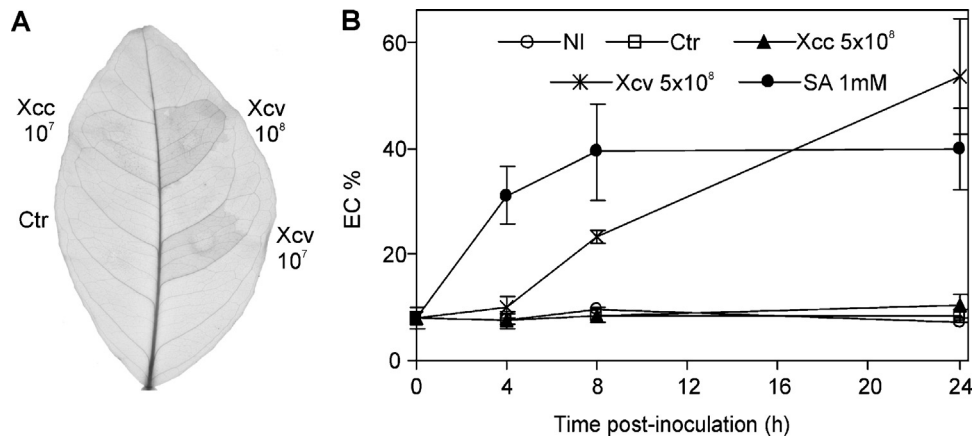 A
Xcc
10⁷
Xcv
10⁸
Ctr
Xcv
10⁷
B
NI Ctr Xcc 5x10⁸
Xcv 5x10⁸ SA 1mM
EC %
60
40
20
0
0 4 8 12 16 20 24
Time post-inoculation (h)